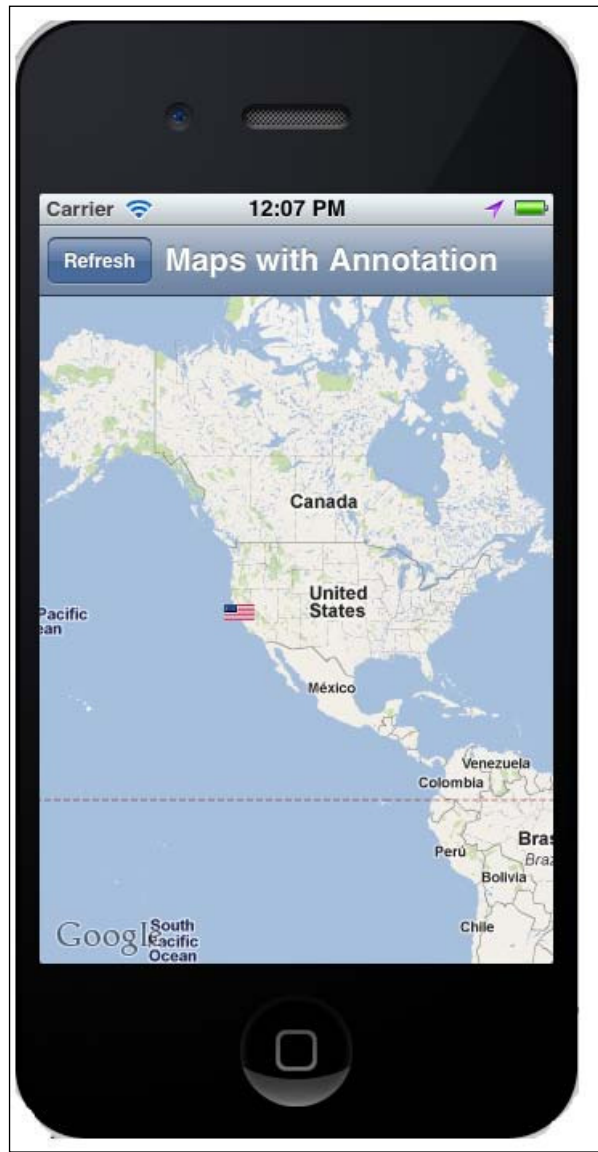 Carrier
12:07 PM
Refresh
Maps with Annotation
Canada
United
States
Pacific
ean
México
Venezuela
Colombia
Bras
Braz
Perú
Bolivia
Chile
Google
South
Pacific
Ocean